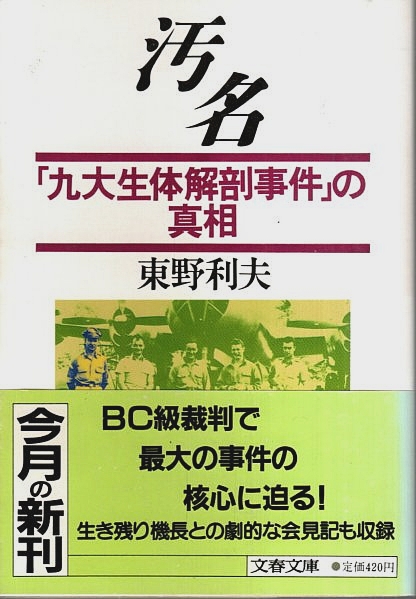 汚名
「九大生体解剖事件」の
真相
東野利夫
BC級裁判で
最大の事件の
核心に迫る!
生き残り機長との劇的な会見記も収録
今月の新刊
文春文庫 ●定価420円